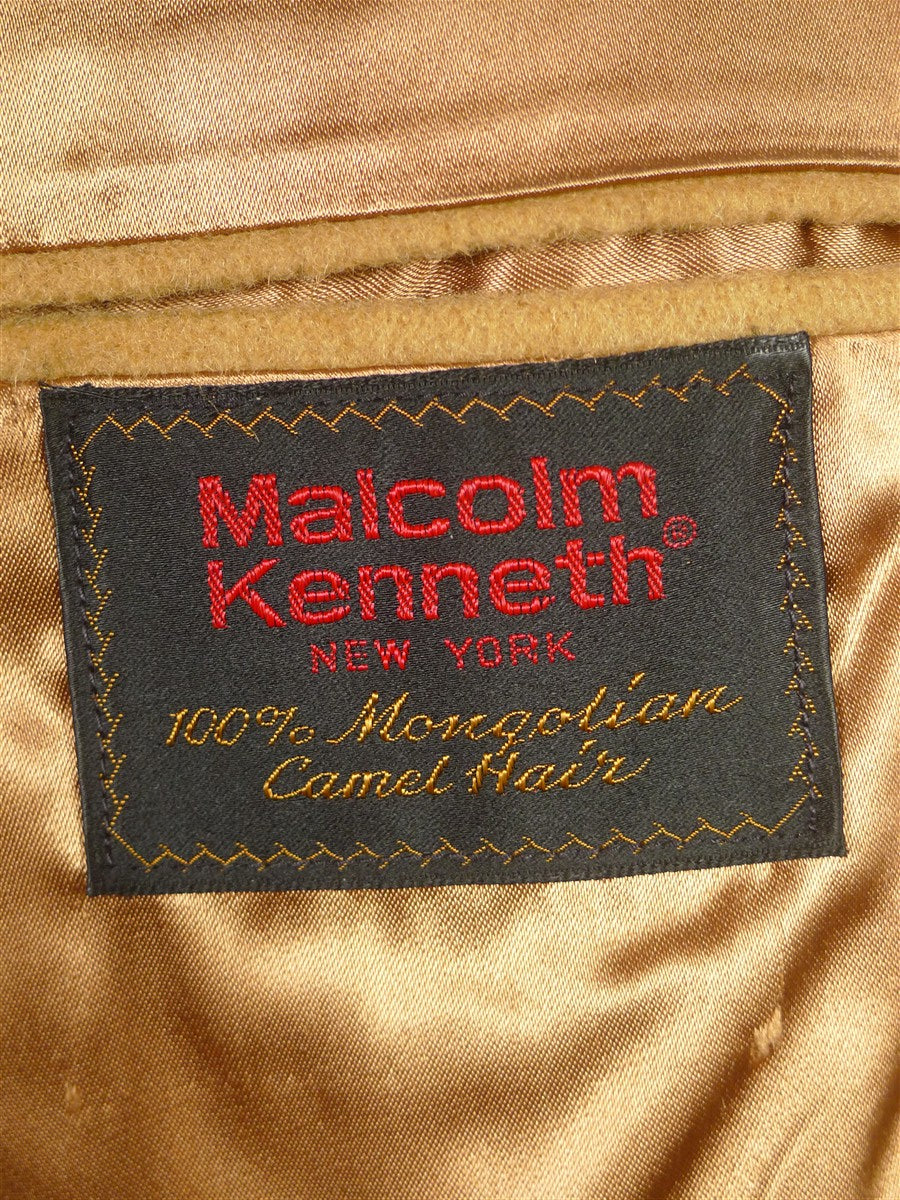 Malcolm
Kenneth®
NEW YORK
100% Mongolian
Camel Hair